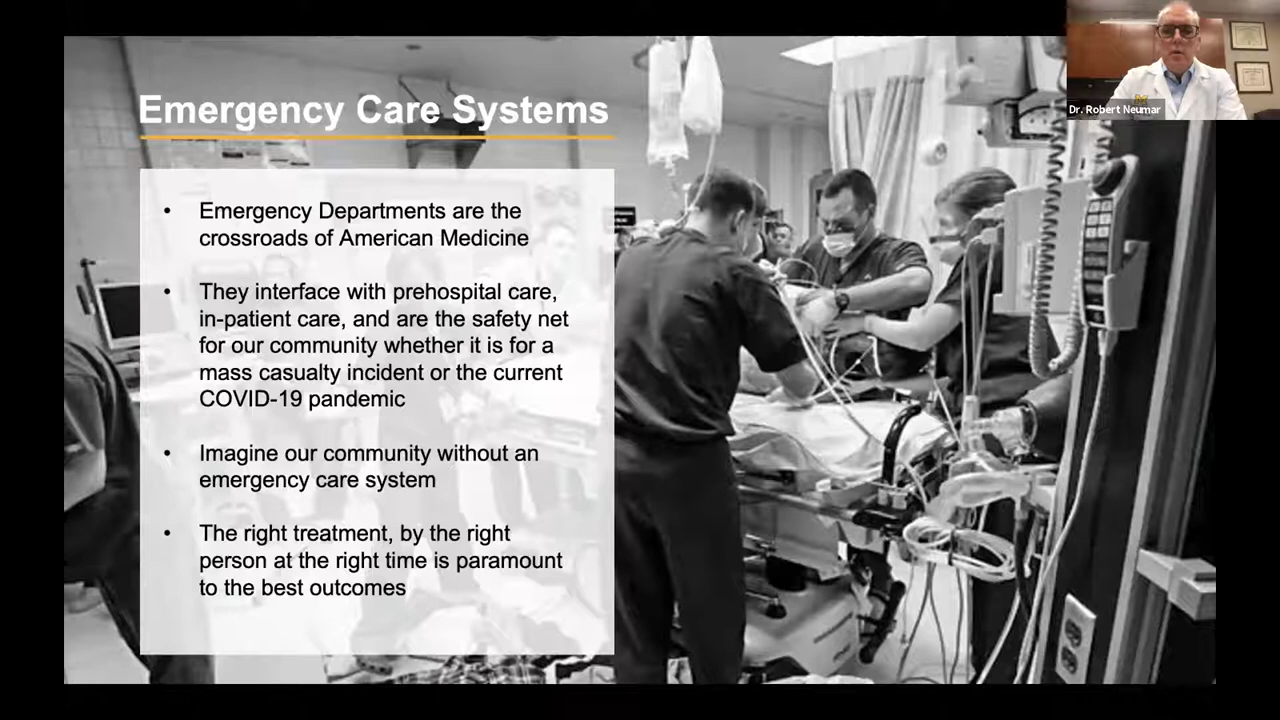 Emergency Care Systems
• Emergency Departments are the
crossroads of American Medicine
• They interface with prehospital care,
in-patient care, and are the safety net
for our community whether it is for a
mass casualty incident or the current
COVID-19 pandemic
• Imagine our community without an
emergency care system
• The right treatment, by the right
person at the right time is paramount
to the best outcomes
Dr. Robert Neumar